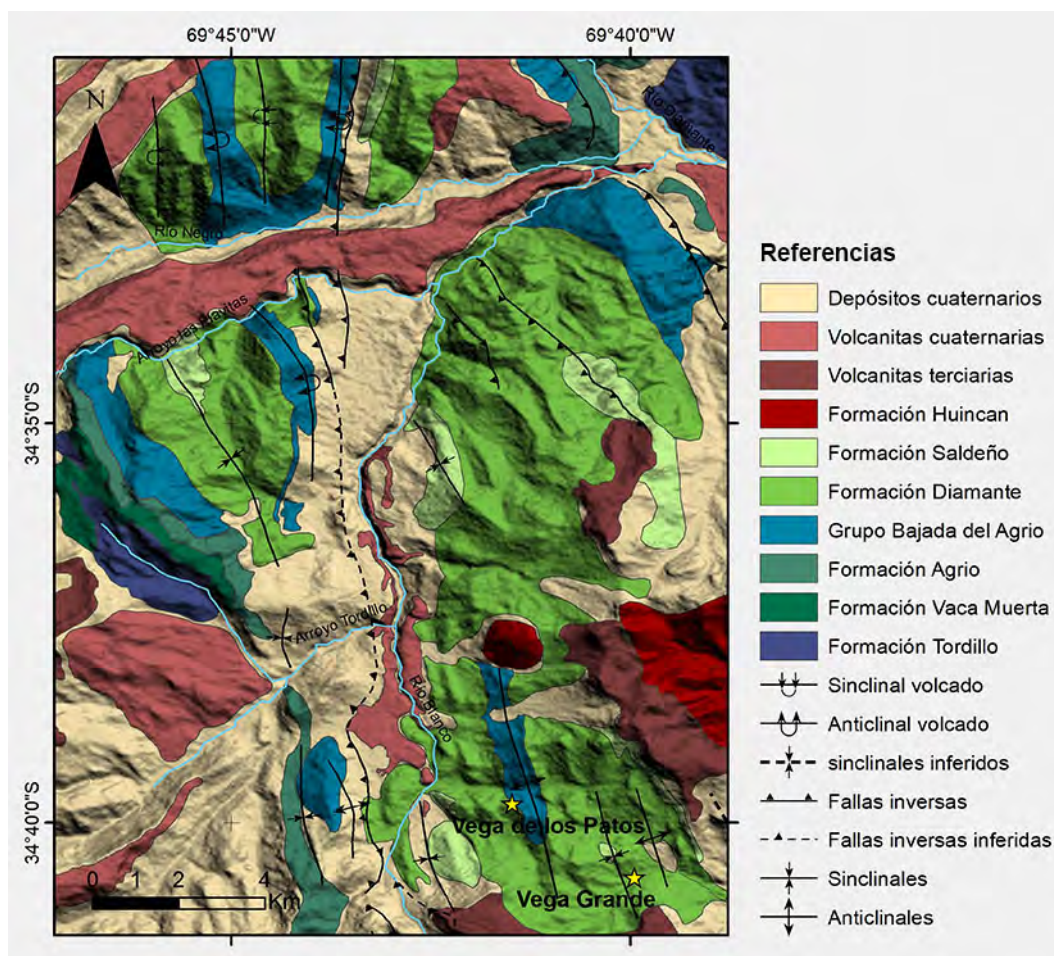 69°45'0"W
69°40'0"W
N
Río Diamante
Río Negro
Arroyo las Playitas
34°35'0"S
Arroyo Tordillo
Río Blanco
34°40'0"S
Vega de los Patos
Vega Grande
0 1 2 4
Km
Referencias
Depósitos cuaternarios
Volcanitas cuaternarias
Volcanitas terciarias
Formación Huincan
Formación Saldeño
Formación Diamante
Grupo Bajada del Agrio
Formación Agrio
Formación Vaca Muerta
Formación Tordillo
Sinclinal volcado
Anticlinal volcado
sinclinales inferidos
Fallas inversas
Fallas inversas inferidas
Sinclinales
Anticlinales